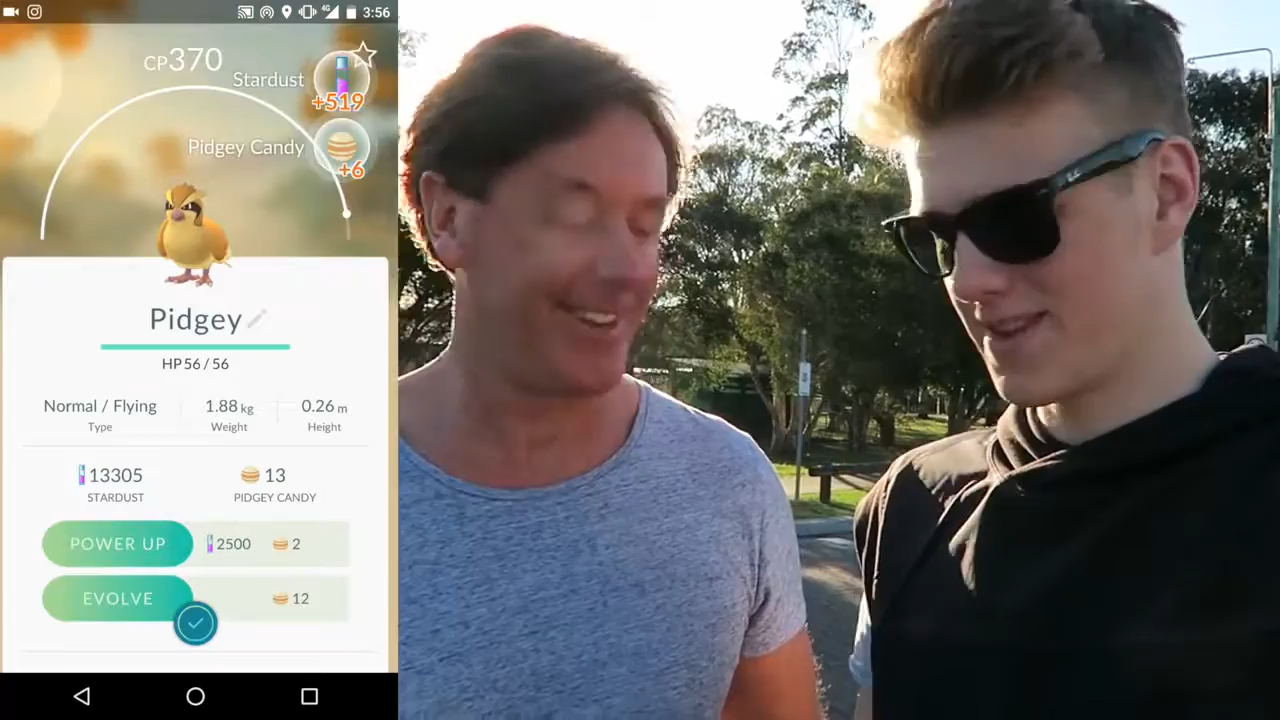 3:56
CP370
Stardust
+519
Pidgey Candy
+6
Pidgey
HP 56 / 56
Normal / Flying
1.88 kg
0.26 m
Type
Weight
Height
13305
13
STARDUST
PIDGEY CANDY
POWER UP
2500
2
EVOLVE
12